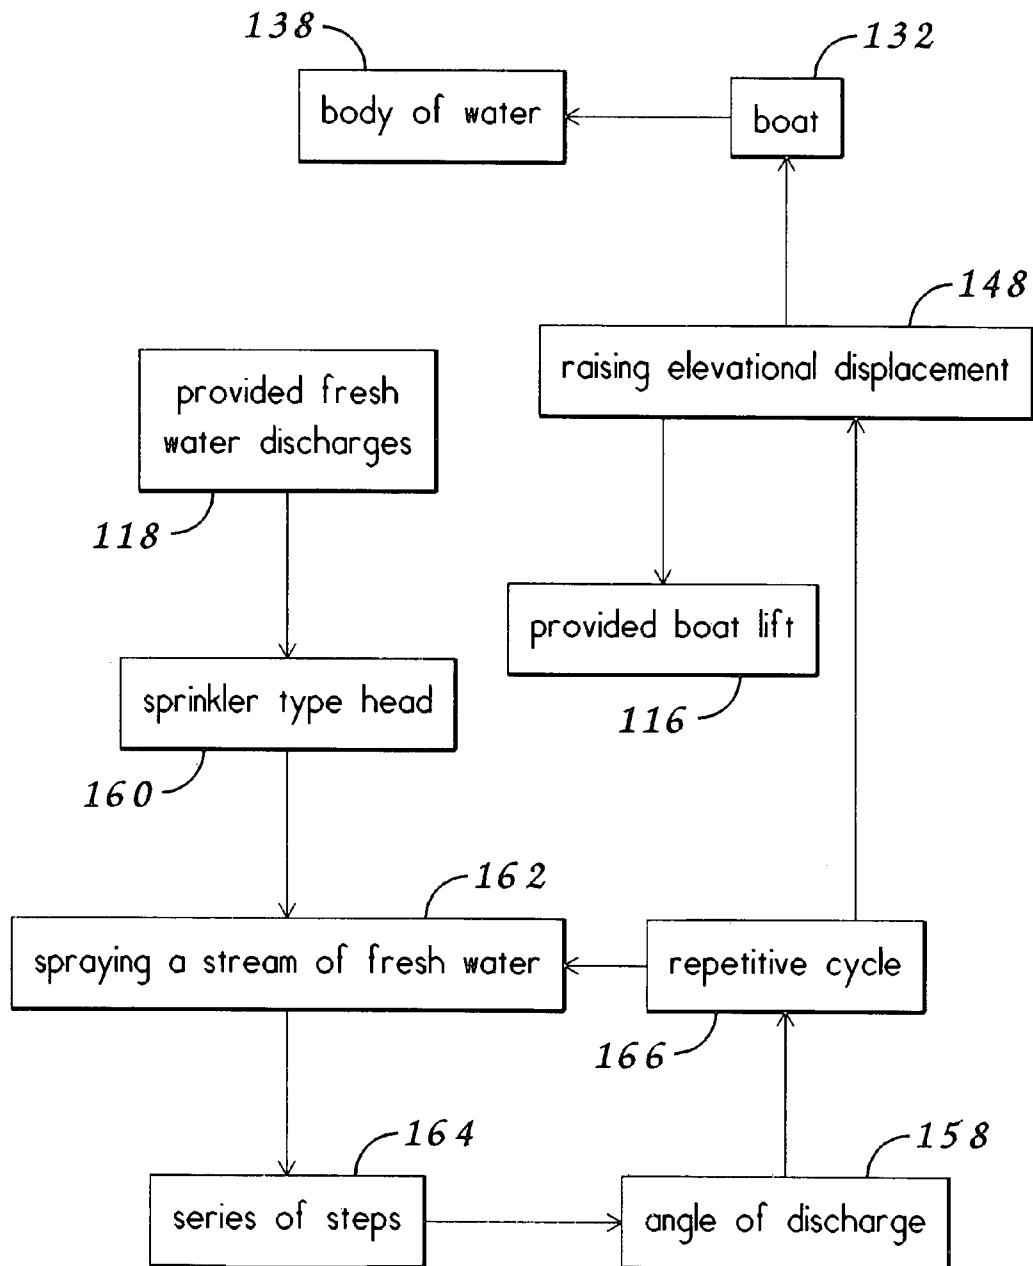 138
132
body of water
boat
148
raising elevational displacement
provided fresh
water discharges
118
provided boat lift
116
sprinkler type head
160
162
spraying a stream of fresh water
repetitive cycle
166
164
158
series of steps
angle of discharge